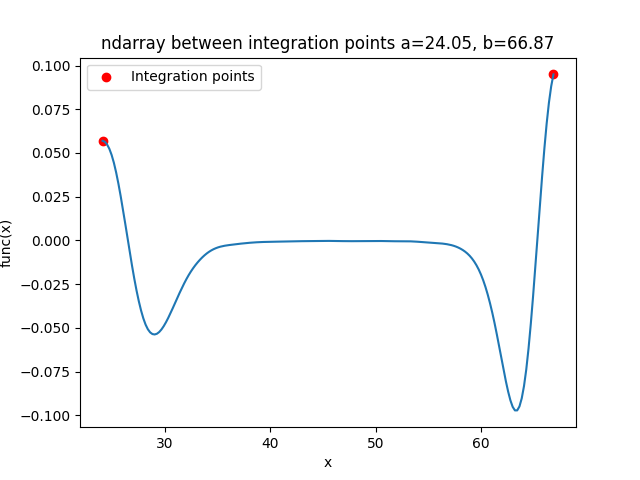 ndarray between integration points a=24.05, b=66.87
Integration points
0.100
0.075
0.050
0.025
0.000
−0.025
−0.050
−0.075
−0.100
func(x)
30 40 50 60
x